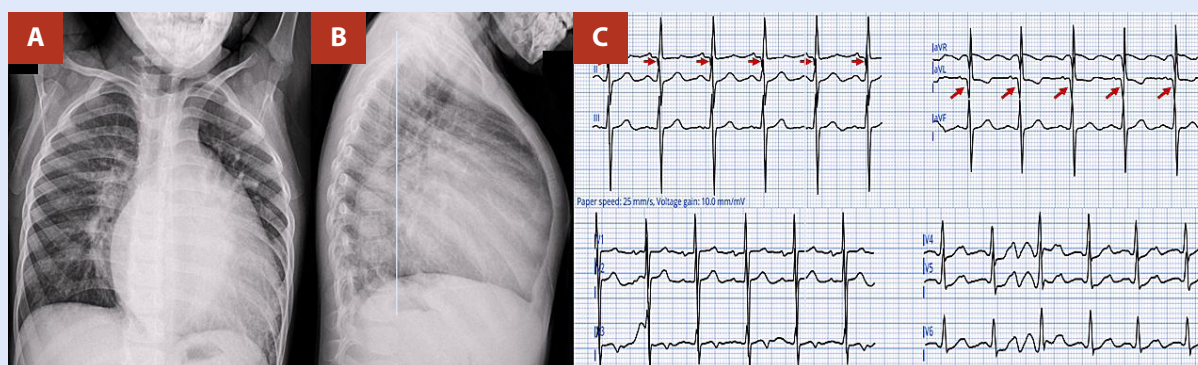 A
B
C
II
III
aVR
aVL
aVF
Paper speed: 25 mm/s, Voltage gain: 10.0 mm/mV
V1
V2
V3
V4
V5
V6